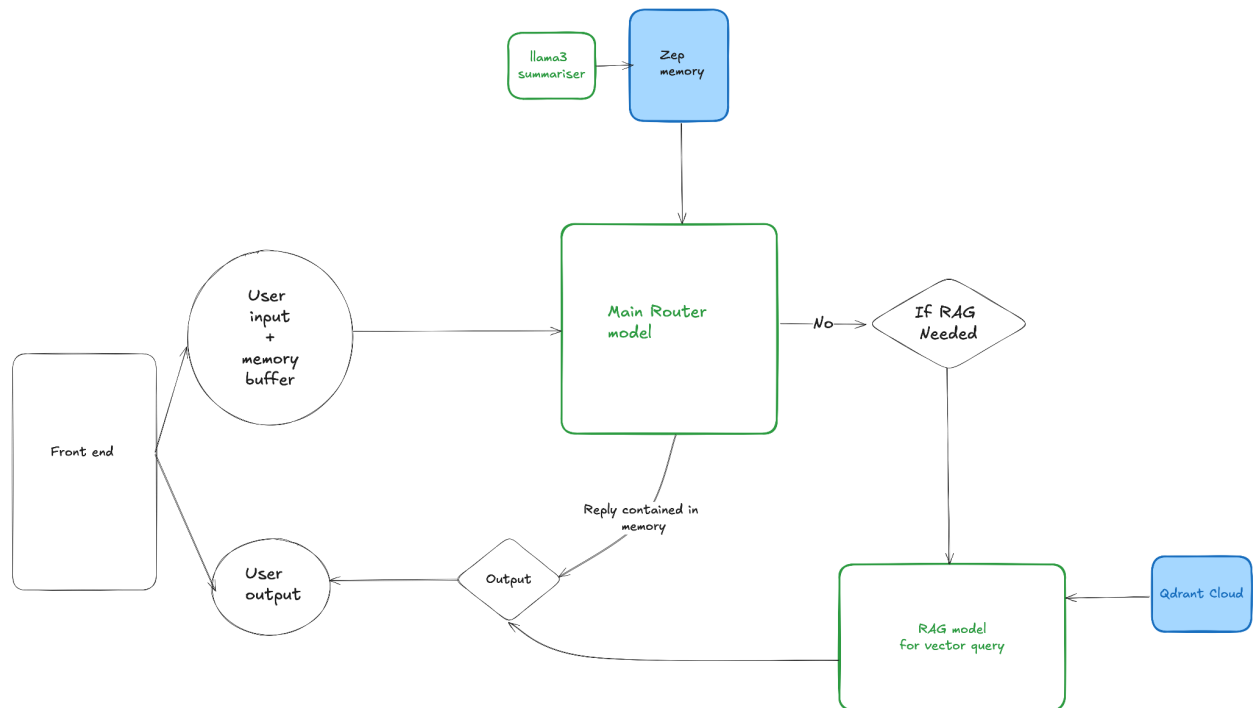 llama3
summariser
Zep
memory
User
input
+
memory
buffer
Main Router
model
No
If RAG
Needed
Front end
Reply contained in
memory
User
output
Output
Qdrant Cloud
RAG model
for vector query